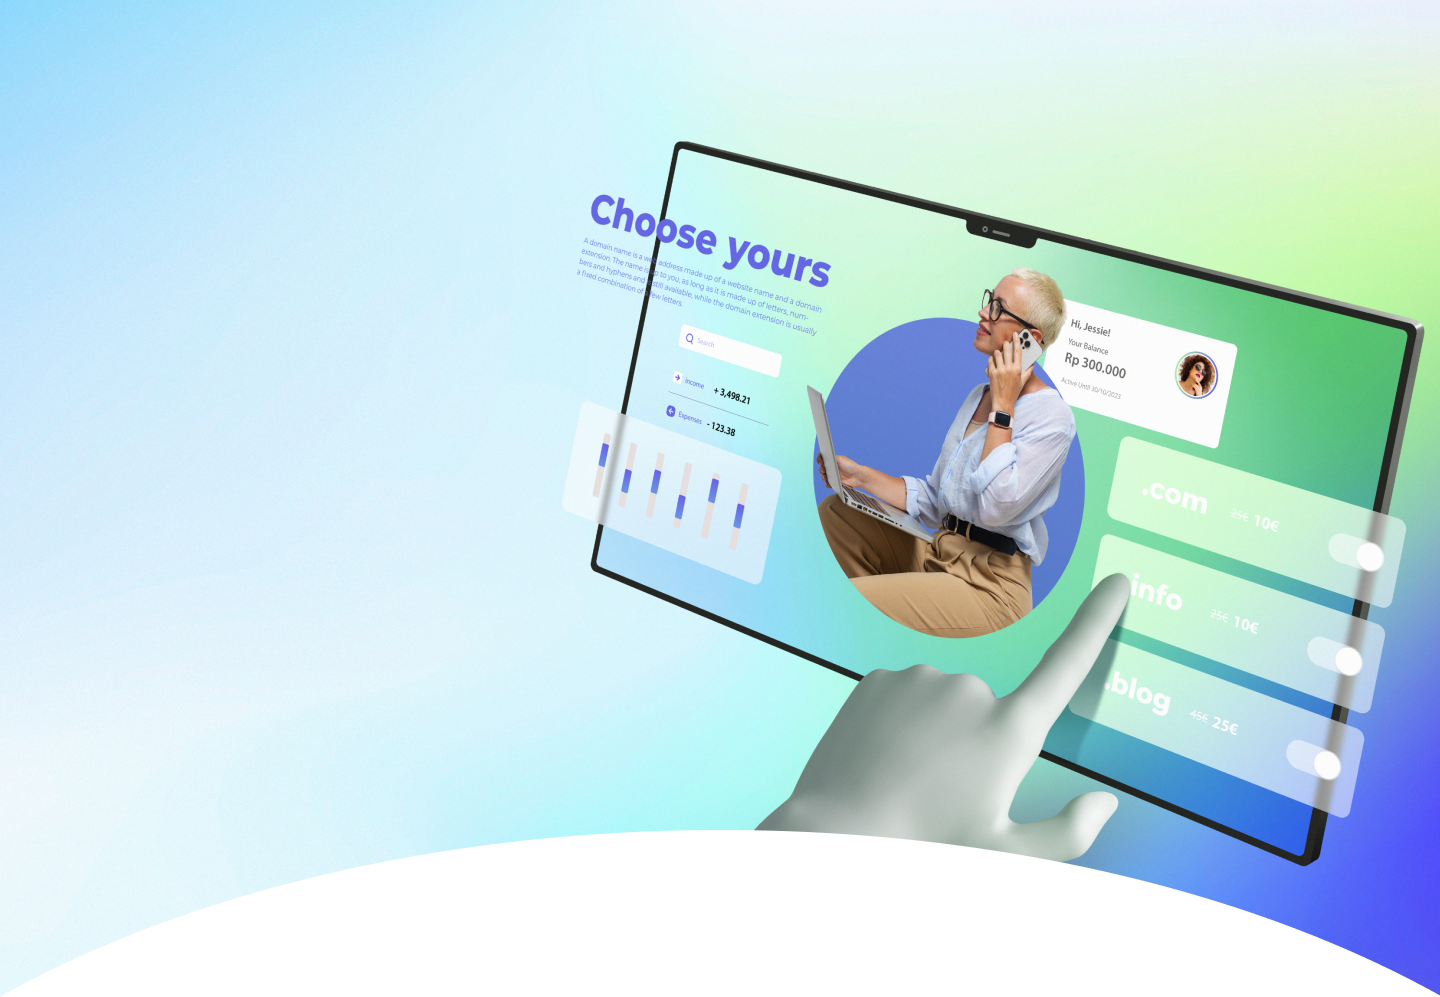 Choose yours
A domain name is a web address made up of a website name and a domain
extension. The name is up to you, as long as it is made up of letters, num-
bers and hyphens and still available, while the domain extension is usually
a fixed combination of a few letters.
Search
Income + 3,498.21
Expenses - 123.38
Hi, Jessie!
Your Balance
Rp 300.000
Active Until 30/10/2023
.com 25€ 10€
info 25€ 10€
.blog 45€ 25€